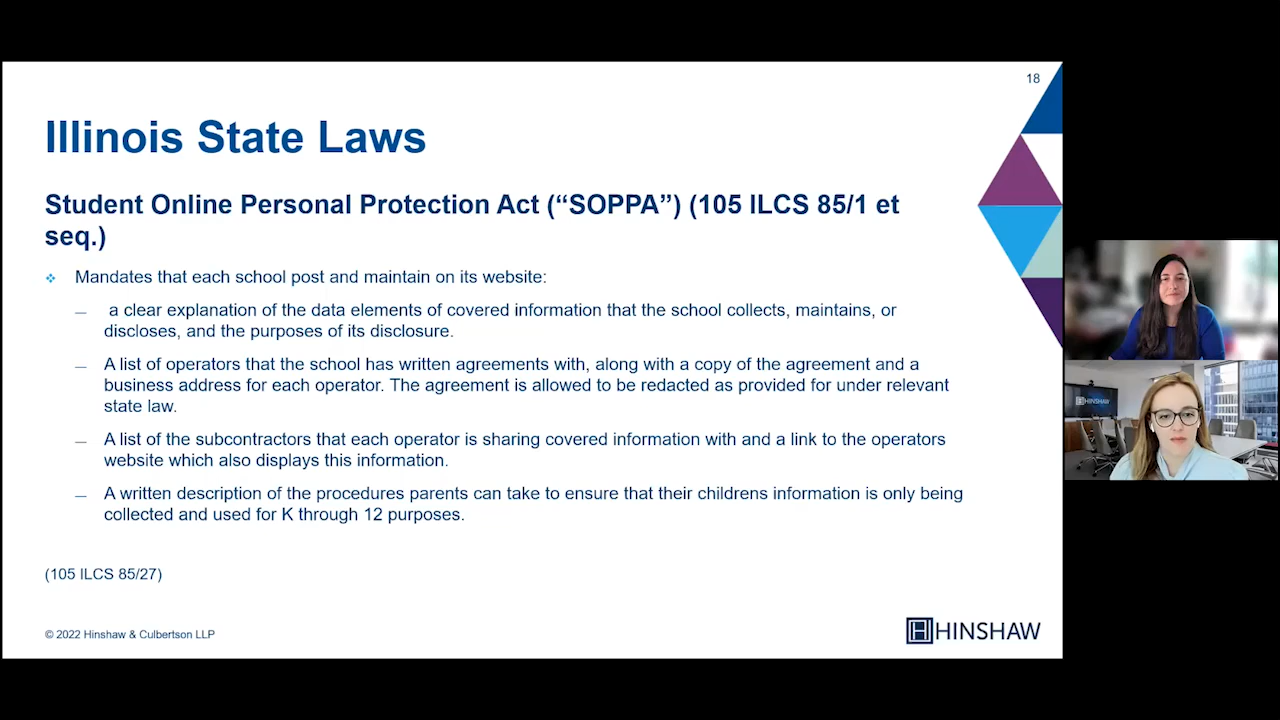 18
Illinois State Laws
Student Online Personal Protection Act (“SOPPA”) (105 ILCS 85/1 et
seq.)
❖ Mandates that each school post and maintain on its website:
— a clear explanation of the data elements of covered information that the school collects, maintains, or
discloses, and the purposes of its disclosure.
— A list of operators that the school has written agreements with, along with a copy of the agreement and a
business address for each operator. The agreement is allowed to be redacted as provided for under relevant
state law.
— A list of the subcontractors that each operator is sharing covered information with and a link to the operators
website which also displays this information.
— A written description of the procedures parents can take to ensure that their childrens information is only being
collected and used for K through 12 purposes.
(105 ILCS 85/27)
© 2022 Hinshaw & Culbertson LLP
HINSHAW
HINSHAW